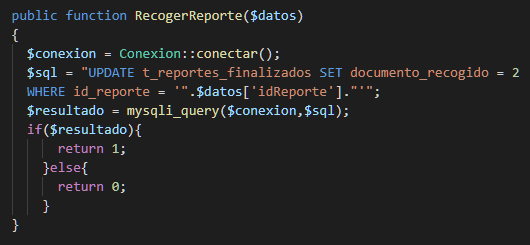 public function RecogerReporte($datos)
{
$conexion = Conexion::conectar();
$sql = "UPDATE t_reportes_finalizados SET documento_recogido = 2
WHERE id_reporte = '".$datos['idReporte']."'";
$resultado = mysqli_query($conexion,$sql);
if($resultado){
return 1;
}else{
return 0;
}
}